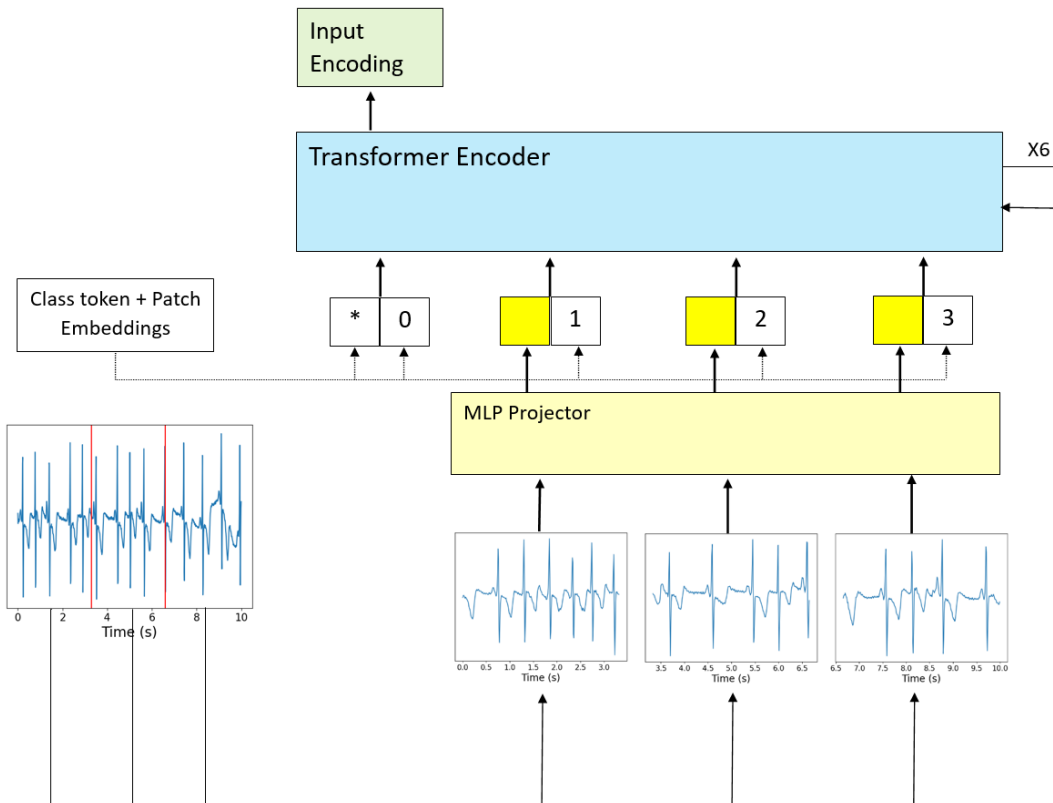 Input
Encoding
Transformer Encoder
X6
Class token + Patch
Embeddings
* 0 1 2 3
MLP Projector
0 2 4 6 8 10
Time (s)
0.0 0.5 1.0 1.5 2.0 2.5 3.0
Time (s)
3.5 4.0 4.5 5.0 5.5 6.0 6.5
Time (s)
6.5 7.0 7.5 8.0 8.5 9.0 9.5 10.0
Time (s)